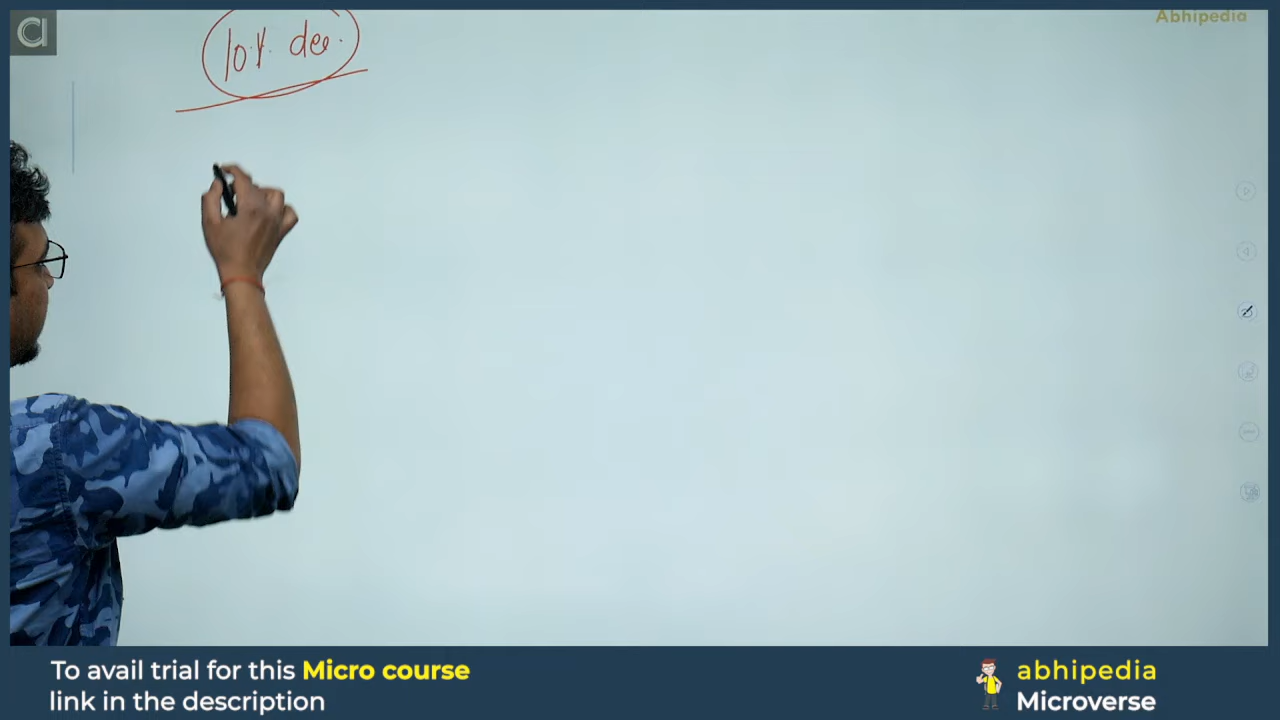 Abhipedia
10% dec.
To avail trial for this Micro course
link in the description
abhipedia
Microverse